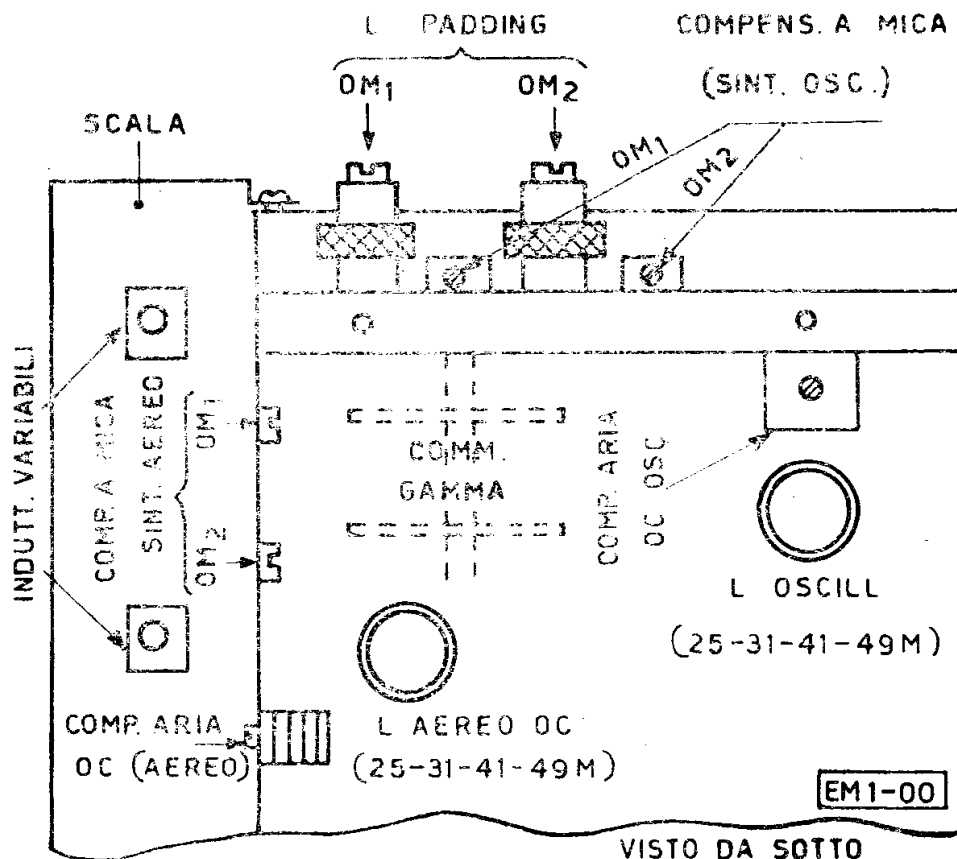 L PADDING
COMPENS. A MICA
(SINT. OSC.)
OM1
OM2
OM1
OM2
SCALA
INDUTT. VARIABILI
COMP. A MICA
SINT. AEREO
OM1
OM2
COMM.
GAMMA
COMP. ARIA
OC OSC
L OSCILL
(25-31-41-49M)
COMP. ARIA
OC (AEREO)
L AEREO OC
(25-31-41-49M)
EM1-00
VISTO DA SOTTO